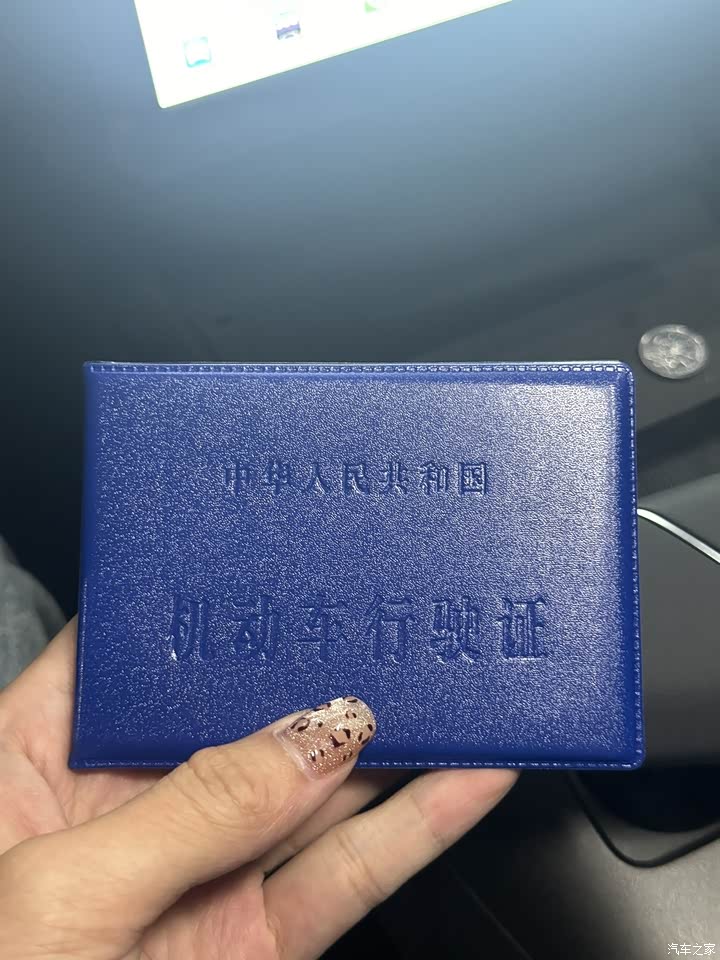 中华人民共和国
机动车行驶证
汽车之家